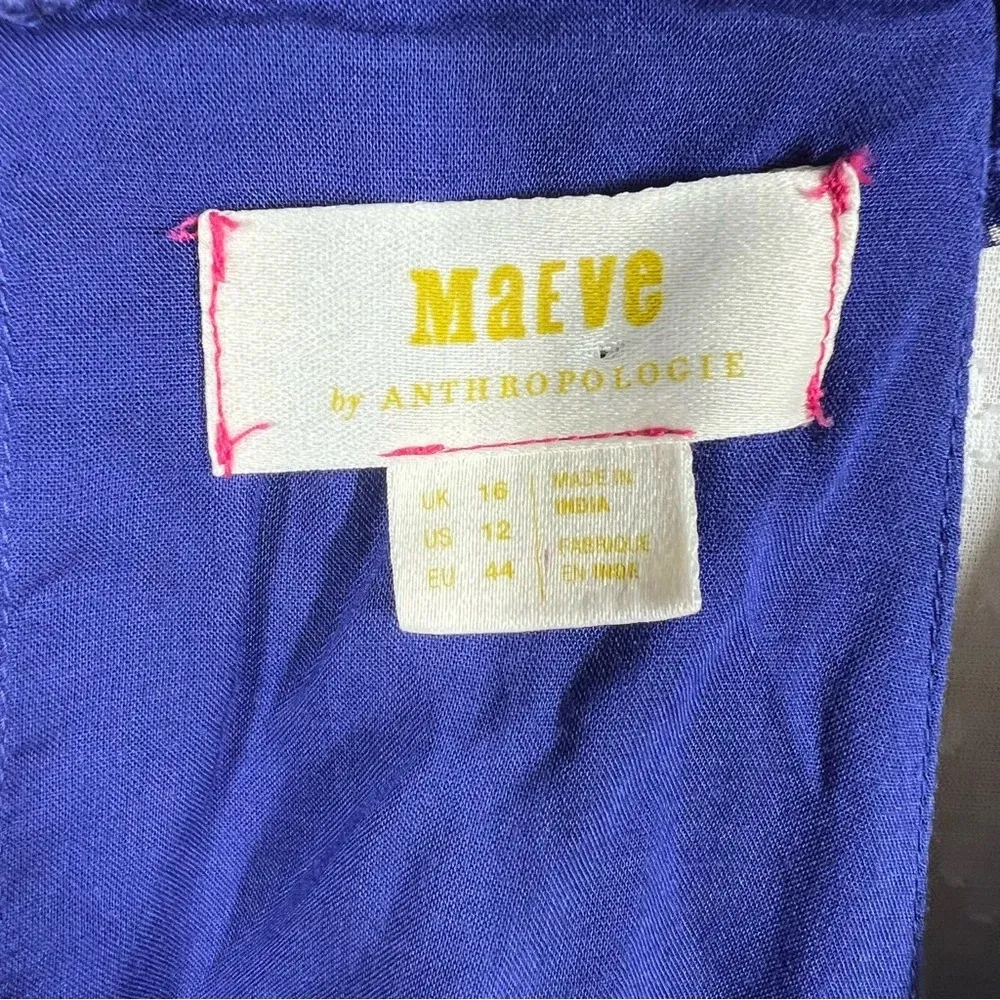 MaEVe
by ANTHROPOLOGIE
UK 16
US 12
EU 44
MADE IN
INDIA
FABRIQUE
EN INDE